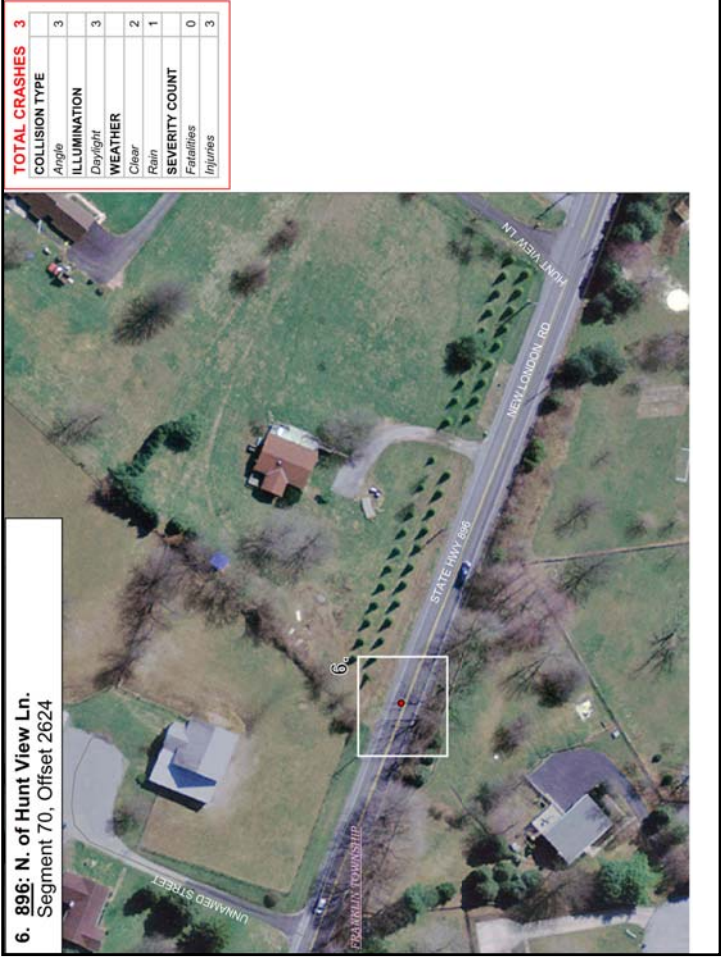 6. 896: N. of Hunt View Ln.
Segment 70, Offset 2624
TOTAL CRASHES 3
COLLISION TYPE
Angle 3
ILLUMINATION
Daylight 3
WEATHER
Clear 2
Rain 1
SEVERITY COUNT
Fatalities 0
Injuries 3
UNNAMED STREET
FRANKLIN TOWNSHIP
6.
STATE HWY 896
NEW LONDON RD
HUNT VIEW LN